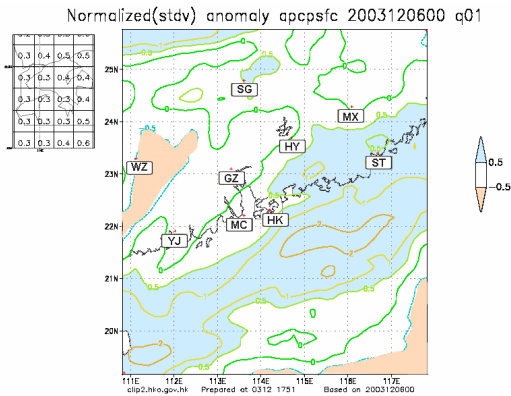 Normalized(stdv) anomaly apcpsfc 2003120600 q01
0.3 0.4 0.5 0.5
0.3 0.4 0.4 0.4
0.3 0.3 0.3 0.4
0.3 0.3 0.3 0.5
0.3 0.3 0.4 0.6
25N
24N
23N
22N
21N
20N
SG
MX
HY
ST
WZ
GZ
MC
HK
YJ
0.5
-0.5
111E 112E 113E 114E 115E 116E 117E
clip2.hko.gov.hk Prepared at 0312 1751 Based on 2003120600